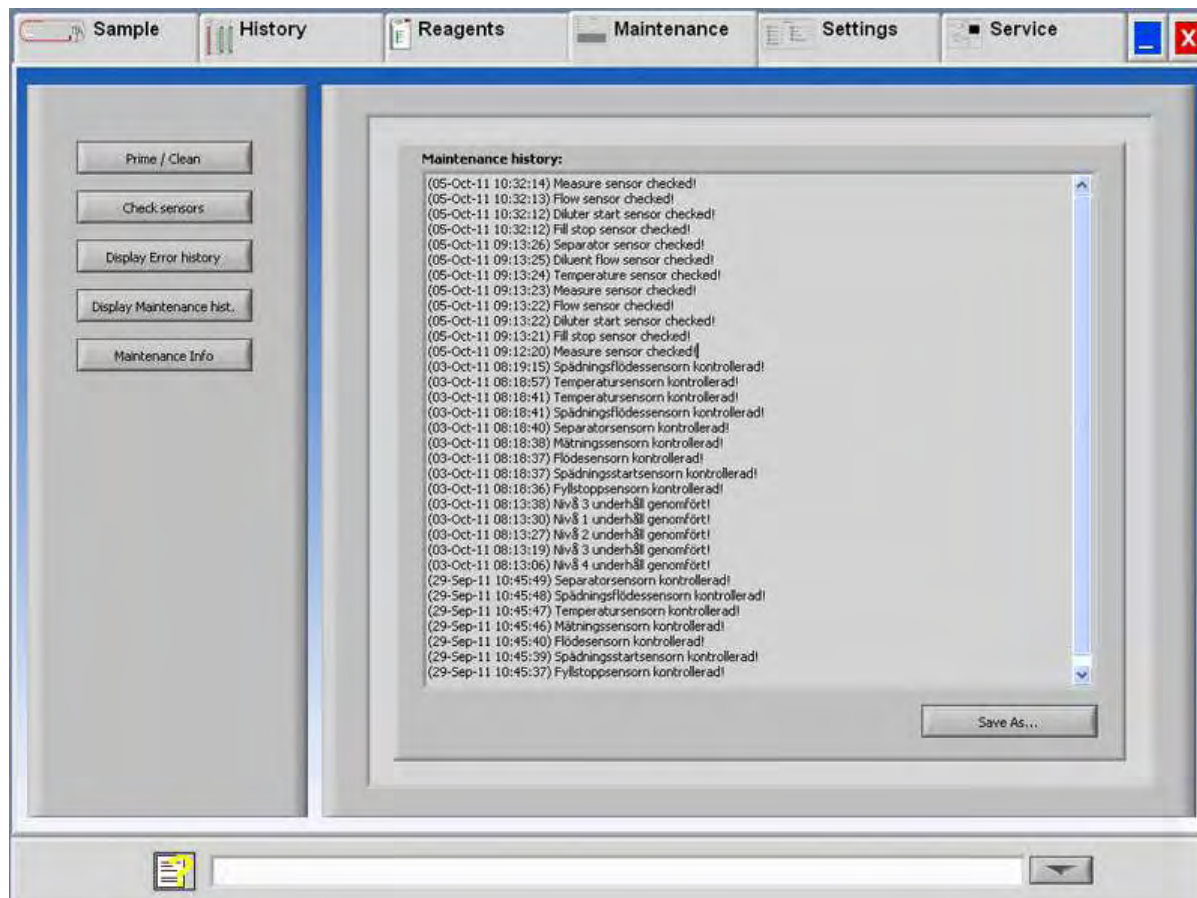 Sample
History
Reagents
Maintenance
Settings
Service
Prime / Clean
Check sensors
Display Error history
Display Maintenance hist.
Maintenance Info
Maintenance history:
(05-Oct-11 10:32:14) Measure sensor checked!
(05-Oct-11 10:32:13) Flow sensor checked!
(05-Oct-11 10:32:12) Diluter start sensor checked!
(05-Oct-11 10:32:12) Fill stop sensor checked!
(05-Oct-11 09:13:26) Separator sensor checked!
(05-Oct-11 09:13:25) Diluent flow sensor checked!
(05-Oct-11 09:13:24) Temperature sensor checked!
(05-Oct-11 09:13:23) Measure sensor checked!
(05-Oct-11 09:13:22) Flow sensor checked!
(05-Oct-11 09:13:22) Diluter start sensor checked!
(05-Oct-11 09:13:21) Fill stop sensor checked!
(05-Oct-11 09:12:20) Measure sensor checked!
(03-Oct-11 08:19:15) Spädningsflödessensorn kontrollerad!
(03-Oct-11 08:18:57) Temperatursensorn kontrollerad!
(03-Oct-11 08:18:41) Temperatursensorn kontrollerad!
(03-Oct-11 08:18:41) Spädningsflödessensorn kontrollerad!
(03-Oct-11 08:18:40) Separatorsensorn kontrollerad!
(03-Oct-11 08:18:38) Mätningssensorn kontrollerad!
(03-Oct-11 08:18:37) Flödesensorn kontrollerad!
(03-Oct-11 08:18:37) Spädningsstartsensorn kontrollerad!
(03-Oct-11 08:18:36) Fyllstoppsensorn kontrollerad!
(03-Oct-11 08:13:38) Nivå 3 underhåll genomfört!
(03-Oct-11 08:13:30) Nivå 1 underhåll genomfört!
(03-Oct-11 08:13:27) Nivå 2 underhåll genomfört!
(03-Oct-11 08:13:19) Nivå 3 underhåll genomfört!
(03-Oct-11 08:13:06) Nivå 4 underhåll genomfört!
(29-Sep-11 10:45:49) Separatorsensorn kontrollerad!
(29-Sep-11 10:45:48) Spädningsflödessensorn kontrollerad!
(29-Sep-11 10:45:47) Temperatursensorn kontrollerad!
(29-Sep-11 10:45:46) Mätningssensorn kontrollerad!
(29-Sep-11 10:45:40) Flödesensorn kontrollerad!
(29-Sep-11 10:45:39) Spädningsstartsensorn kontrollerad!
(29-Sep-11 10:45:37) Fyllstoppsensorn kontrollerad!
Save As...